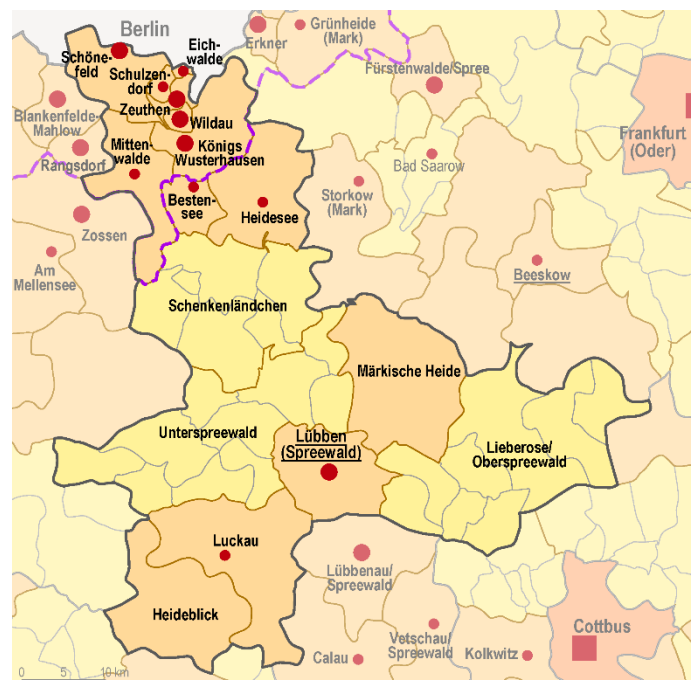 Berlin
Grünheide
(Mark)
Erkner
Eich-
walde
Schöne-
feld
Schulzen-
dorf
Fürstenwalde/Spree
Blankenfelde-
Mahlow
Zeuthen
Wildau
Frankfurt
(Oder)
Mitten-
walde
Königs
Wusterhausen
Rangsdorf
Bad Saarow
Storkow
(Mark)
Besten-
see
Heidesee
Zossen
Am
Mellensee
Beeskow
Schenkenländchen
Märkische Heide
Unterspreewald
Lübben
(Spreewald)
Lieberose/
Oberspreewald
Luckau
Lübbenau/
Spreewald
Heideblick
Cottbus
Vetschau/
Spreewald
Calau
Kolkwitz
0 5 10 km